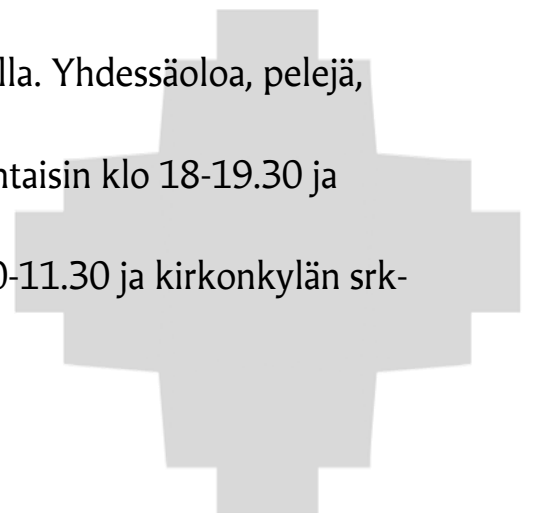 lla. Yhdessäoloa, pelejä,
ntaisin klo 18-19.30 ja
0-11.30 ja kirkonkylän srk-